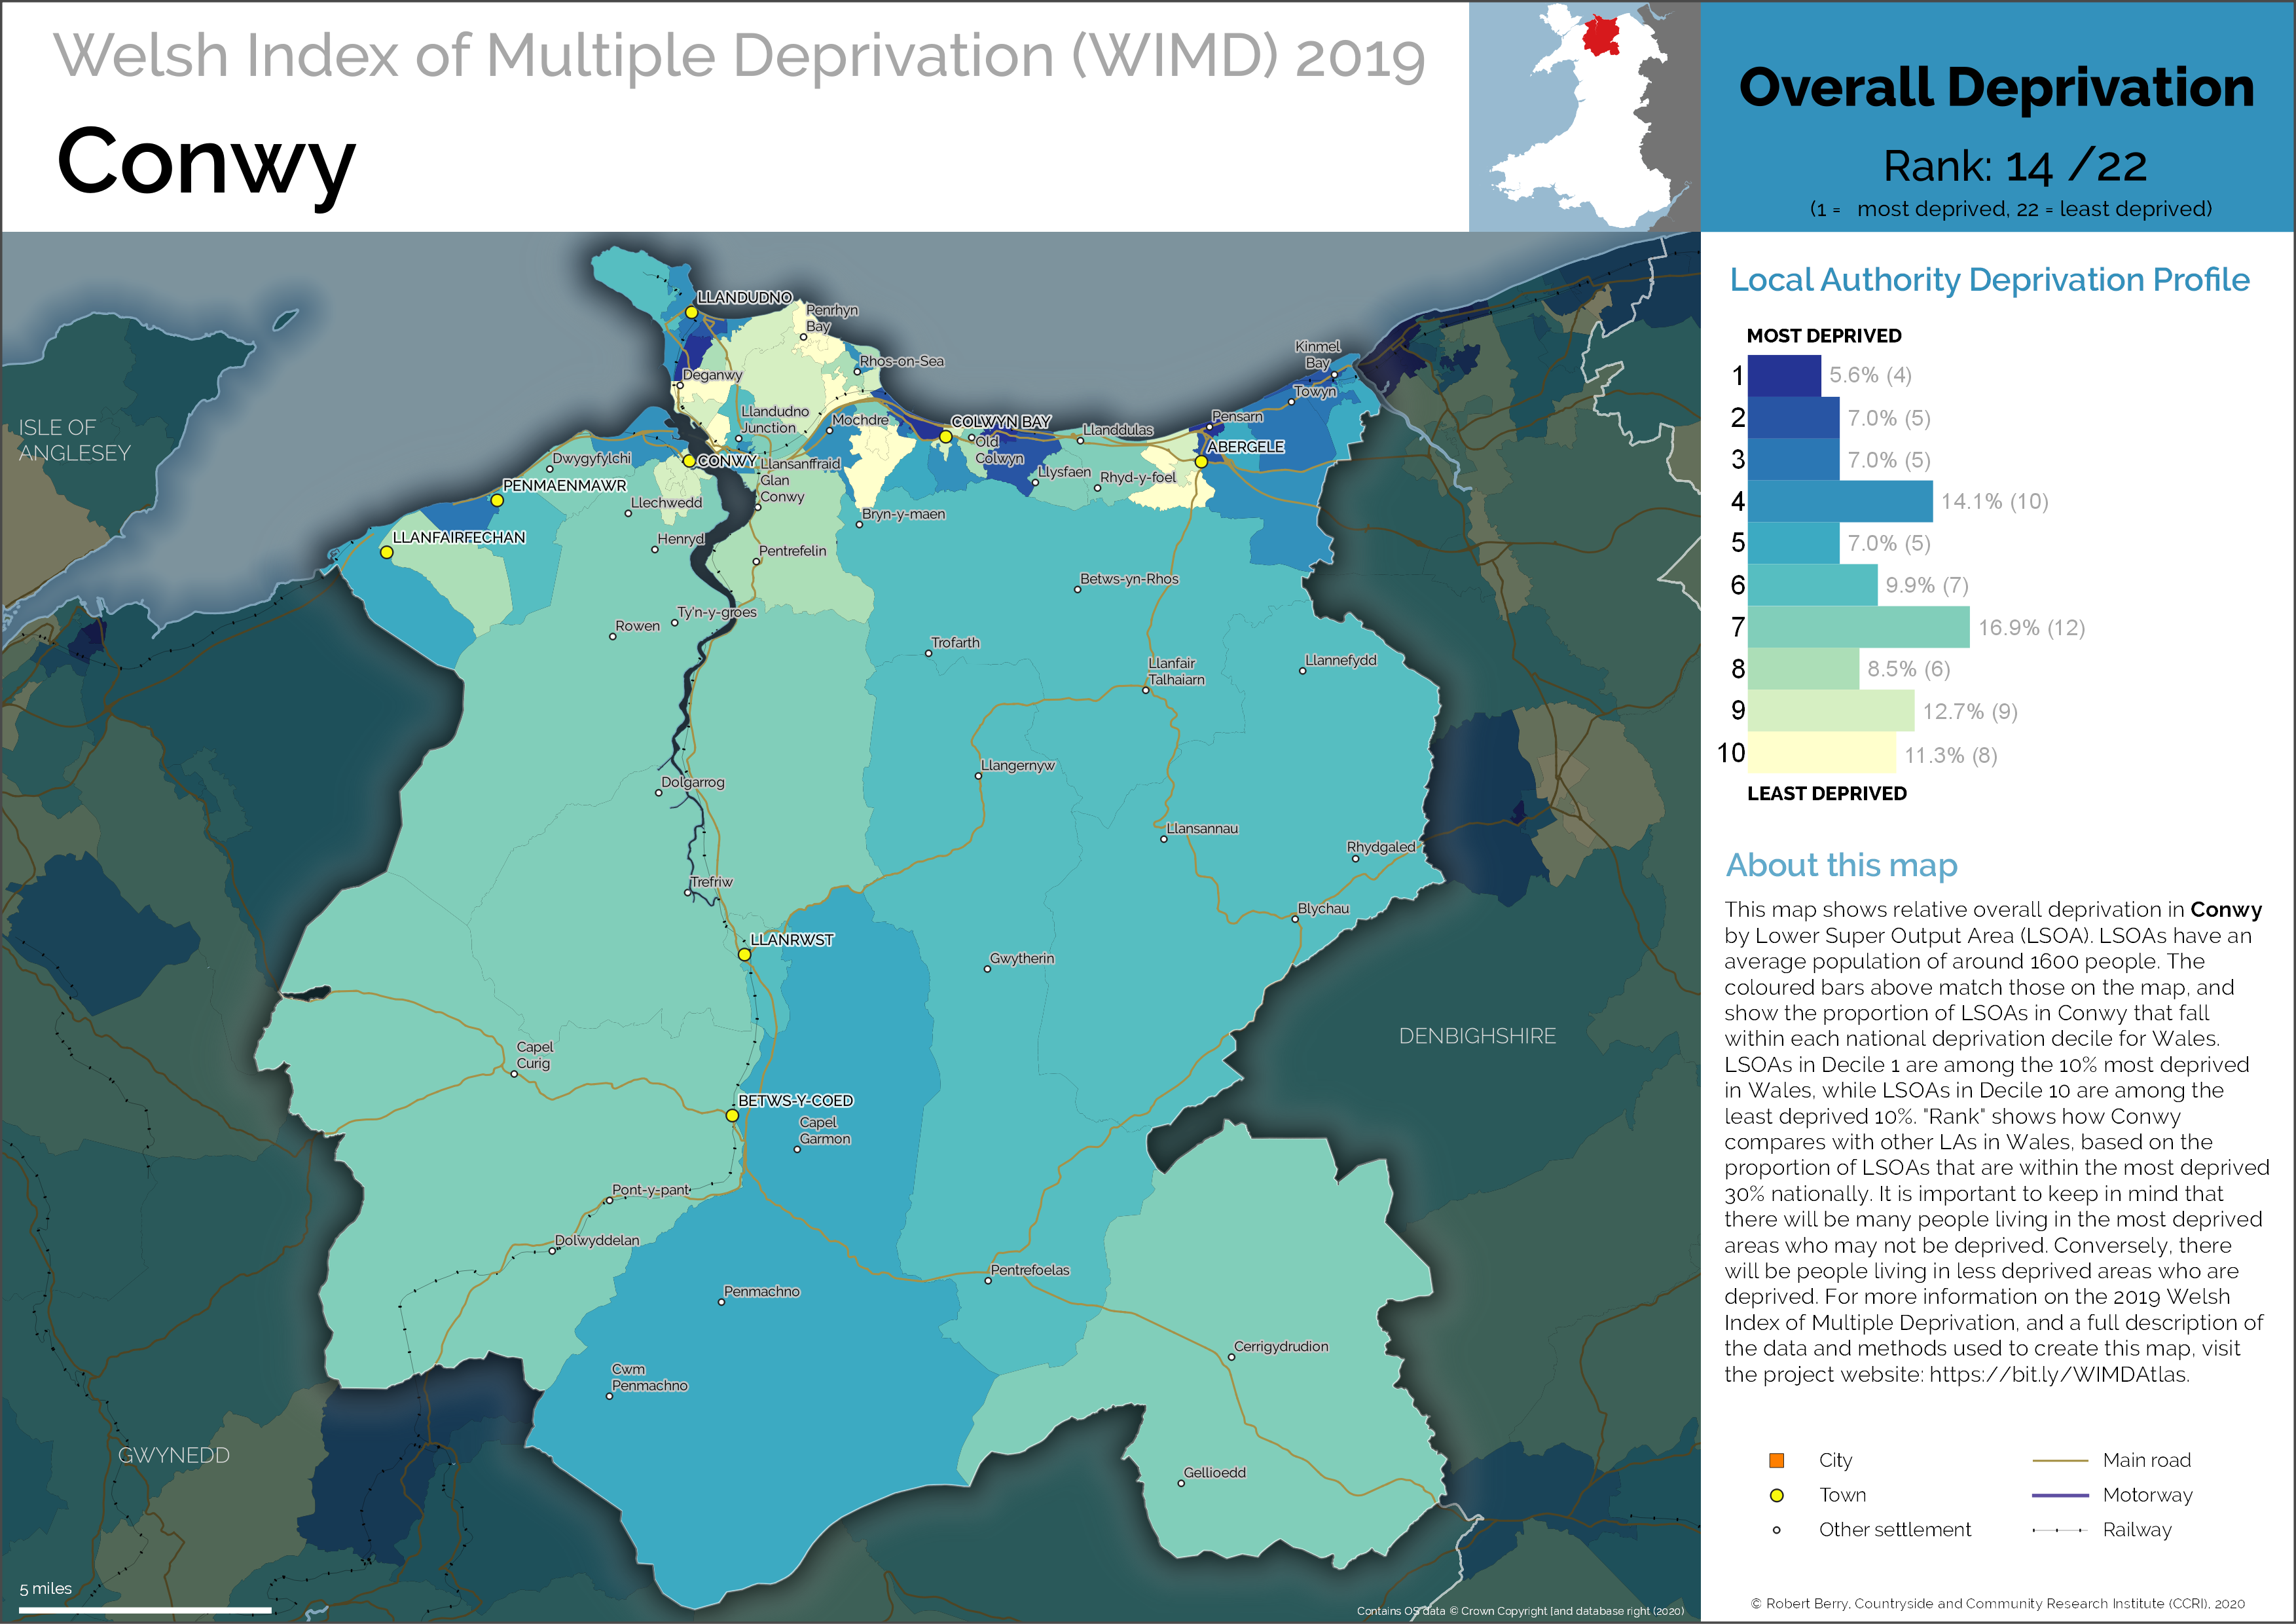 Welsh Index of Multiple Deprivation (WIMD) 2019
Conwy
Overall Deprivation
Rank: 14 /22
(1 = most deprived, 22 = least deprived)
Local Authority Deprivation Profile
MOST DEPRIVED
1 5.6% (4)
2 7.0% (5)
3 7.0% (5)
4 14.1% (10)
5 7.0% (5)
6 9.9% (7)
7 16.9% (12)
8 8.5% (6)
9 12.7% (9)
10 11.3% (8)
LEAST DEPRIVED
About this map
This map shows relative overall deprivation in Conwy
by Lower Super Output Area (LSOA). LSOAs have an
average population of around 1600 people. The
coloured bars above match those on the map, and
show the proportion of LSOAs in Conwy that fall
within each national deprivation decile for Wales.
LSOAs in Decile 1 are among the 10% most deprived
in Wales, while LSOAs in Decile 10 are among the
least deprived 10%. "Rank" shows how Conwy
compares with other LAs in Wales, based on the
proportion of LSOAs that are within the most deprived
30% nationally. It is important to keep in mind that
there will be many people living in the most deprived
areas who may not be deprived. Conversely, there
will be people living in less deprived areas who are
deprived. For more information on the 2019 Welsh
Index of Multiple Deprivation, and a full description of
the data and methods used to create this map, visit
the project website: https://bit.ly/WIMDAtlas.
City
Town
Other settlement
Main road
Motorway
Railway
© Robert Berry, Countryside and Community Research Institute (CCRI), 2020
LLANDUDNO
Penrhyn
Bay
Rhos-on-Sea
Kinmel
Bay
Towyn
Deganwy
Llandudno
Junction
Mochdre
COLWYN BAY
Old
Colwyn
Llanddulas
Pensarn
ABERGELE
ISLE OF
ANGLESEY
Dwygyfylchi
CONWY
Llansanffraid
Glan
Conwy
Llysfaen
Rhyd-y-foel
PENMAENMAWR
Llechwedd
Bryn-y-maen
LLANFAIRFECHAN
Henryd
Pentrefelin
Betws-yn-Rhos
Ty'n-y-groes
Rowen
Trofarth
Llanfair
Talhaiarn
Llannefydd
Llangernyw
Dolgarrog
Llansannau
Rhydgaled
Trefriw
Blychau
LLANRWST
Gwytherin
DENBIGHSHIRE
Capel
Curig
BETWS-Y-COED
Capel
Garmon
Pont-y-pant
Dolwyddelan
Pentrefoelas
Penmachno
Cerrigydrudion
Cwm
Penmachno
GWYNEDD
Gellioedd
5 miles
Contains OS data © Crown Copyright [and database right (2020)